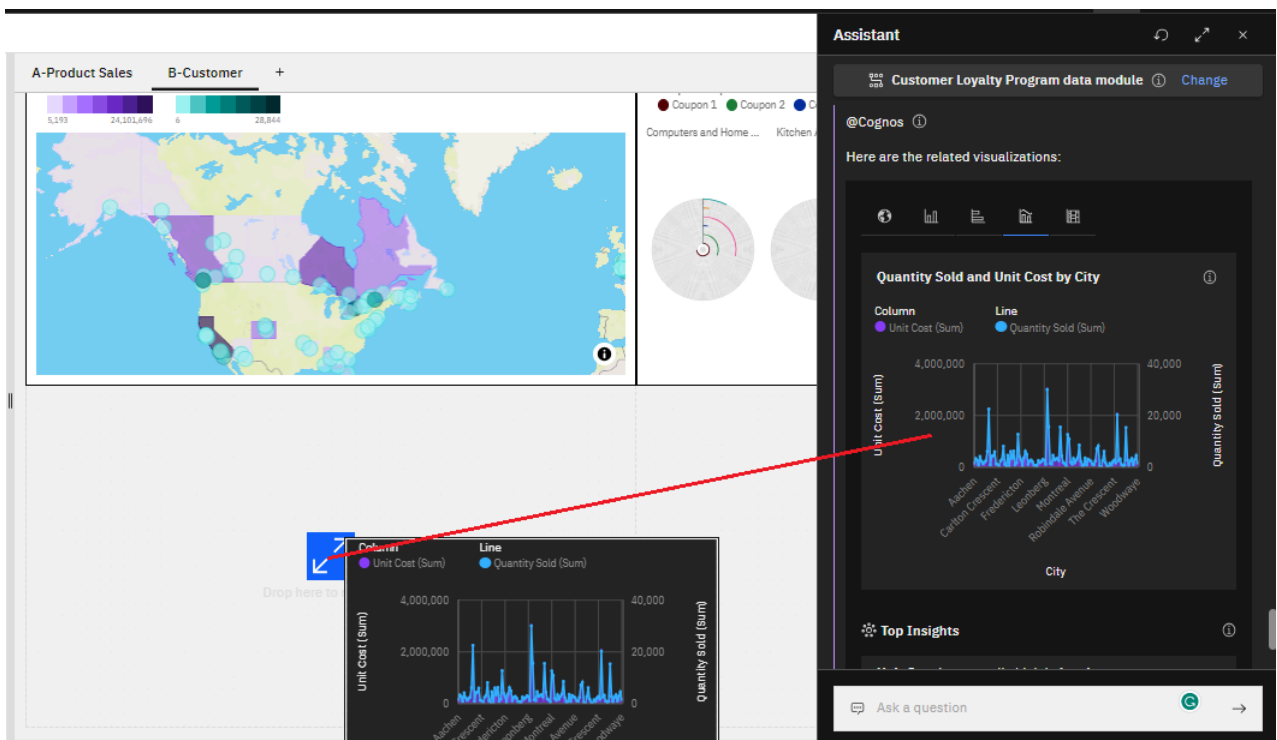 A-Product Sales B-Customer +
5,193 24,101,696 6 28,844
Coupon 1 Coupon 2
Computers and Home ... Kitchen
Drop here to
Column Line
Unit Cost (Sum) Quantity Sold (Sum)
4,000,000 40,000
2,000,000 20,000
0 0
Unit Cost (Sum)
Quantity Sold (Sum)
Assistant
Customer Loyalty Program data module Change
@Cognos
Here are the related visualizations:
Quantity Sold and Unit Cost by City
Column Line
Unit Cost (Sum) Quantity Sold (Sum)
4,000,000 40,000
2,000,000 20,000
0 0
Unit Cost (Sum)
Quantity Sold (Sum)
Aachen
Carlton Crescent
Fredericton
Leonberg
Montreal
Robindale Avenue
The Crescent
Woodwaye
City
Top Insights
Ask a question